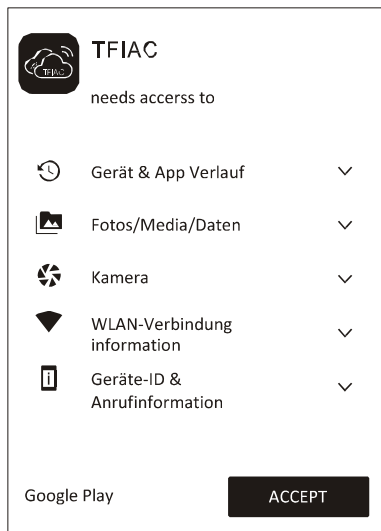 TFIAC
TFIAC
needs accerss to
Gerät & App Verlauf
Fotos/Media/Daten
Kamera
WLAN-Verbindung
information
Geräte-ID &
Anrufinformation
Google Play
ACCEPT